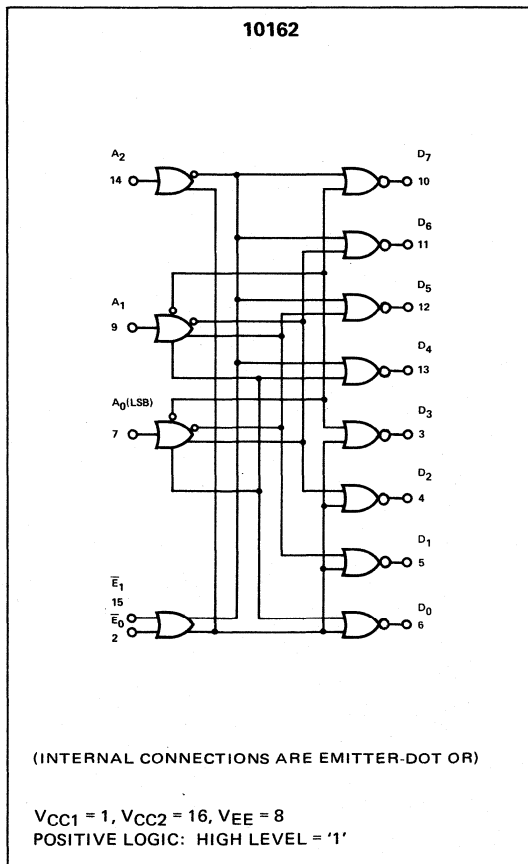 10162
A2
14
D7
10
D6
11
D5
12
A1
9
D4
13
A0(LSB)
7
D3
3
D2
4
D1
5
E̅1
15
E̅0
2
D0
6
(INTERNAL CONNECTIONS ARE EMITTER-DOT OR)
VCC1 = 1, VCC2 = 16, VEE = 8
POSITIVE LOGIC: HIGH LEVEL = '1'